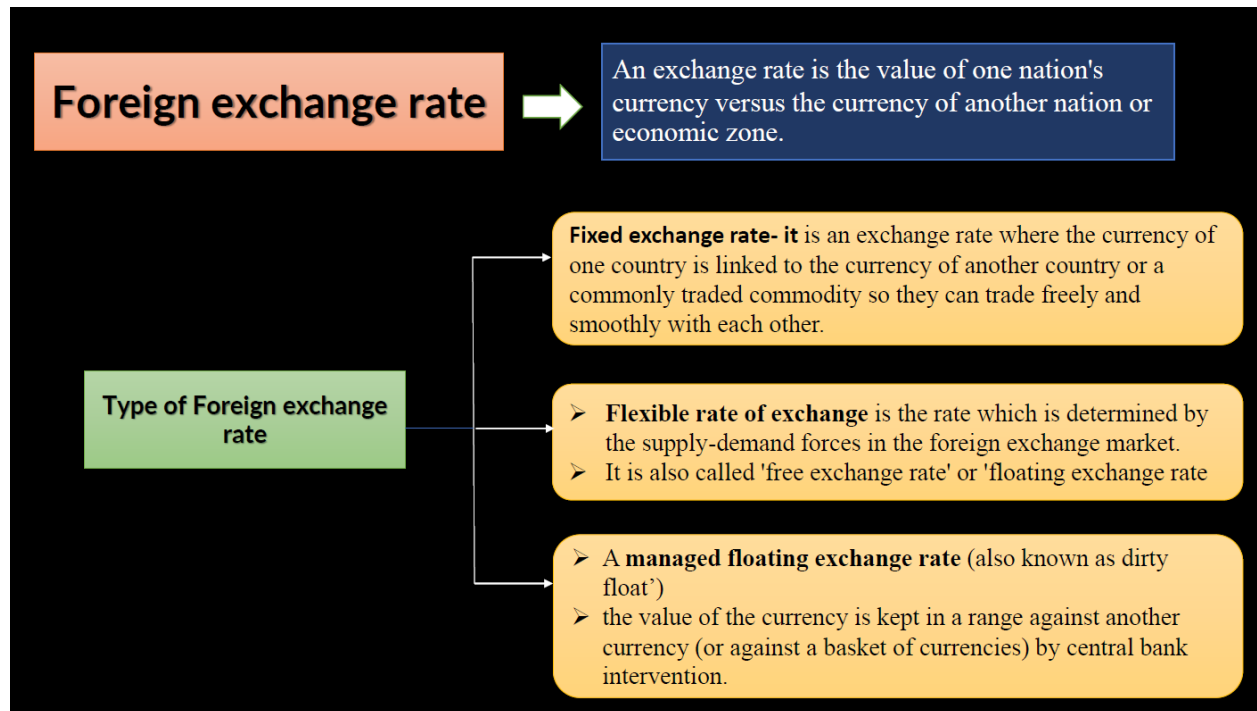 Foreign exchange rate
An exchange rate is the value of one nation's
currency versus the currency of another nation or
economic zone.
Fixed exchange rate- it is an exchange rate where the currency of
one country is linked to the currency of another country or a
commonly traded commodity so they can trade freely and
smoothly with each other.
Type of Foreign exchange
rate
➢ Flexible rate of exchange is the rate which is determined by
the supply-demand forces in the foreign exchange market.
➢ It is also called 'free exchange rate' or 'floating exchange rate
➢ A managed floating exchange rate (also known as dirty
float’)
➢ the value of the currency is kept in a range against another
currency (or against a basket of currencies) by central bank
intervention.